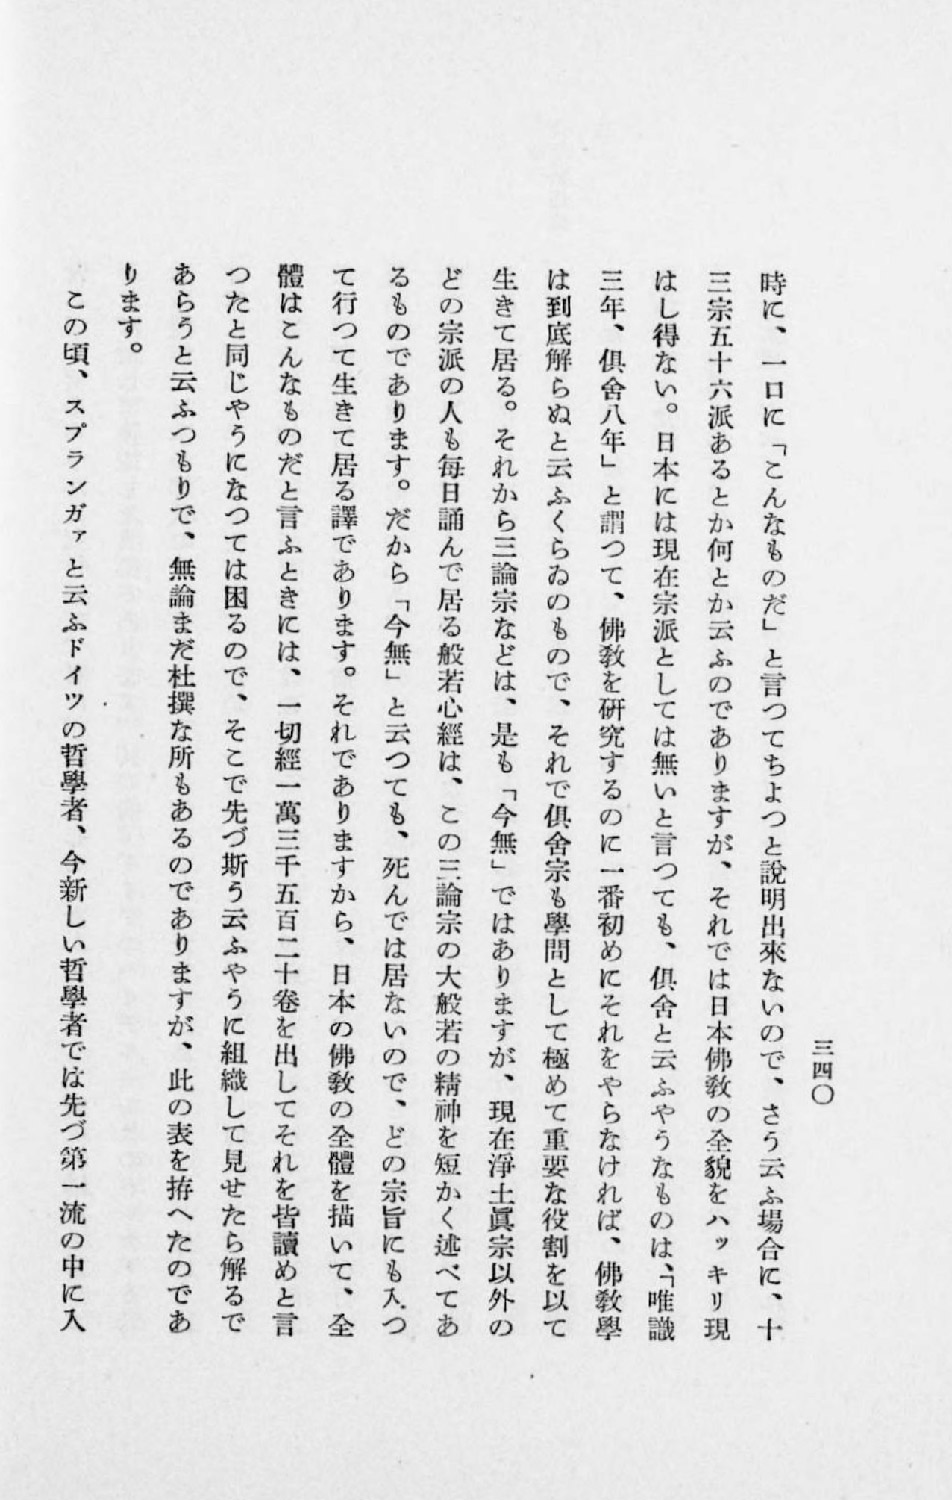 三四〇
時に、一口に「こんなものだ」と言つてちよつと說明出來ないので、さう云ふ場合に、十
三宗五十六派あるとか何とか云ふのでありますが、それでは日本佛敎の全貌をハッキリ現
はし得ない。日本には現在宗派としては無いと言つても、俱舍と云ふやうなものは、「唯識
三年、俱舍八年」と謂つて、佛敎を硏究するのに一番初めにそれをやらなければ、佛敎學
は到底解らぬと云ふくらゐのもので、それで俱舍宗も學問として極めて重要な役割を以て
生きて居る。それから三論宗などは、是も「今無」ではありますが、現在淨土眞宗以外の
どの宗派の人も每日誦んで居る般若心經は、この三論宗の大般若の精神を短かく述べてあ
るものであります。だから「今無」と云つても、死んでは居ないので、どの宗旨にも入つ
て行つて生きて居る譯であります。それでありますから、日本の佛敎の全體を描いて、全
體はこんなものだと言ふときには、一切經一萬三千五百二十卷を出してそれを皆讀めと言
つたと同じやうになつては困るので、そこで先づ斯う云ふやうに組織して見せたら解るで
あらうと云ふつもりで、無論まだ杜撰な所もあるのでありますが、此の表を拵へたのであ
ります。
この頃、スプランガァと云ふドイツの哲學者、今新しい哲學者では先づ第一流の中に入